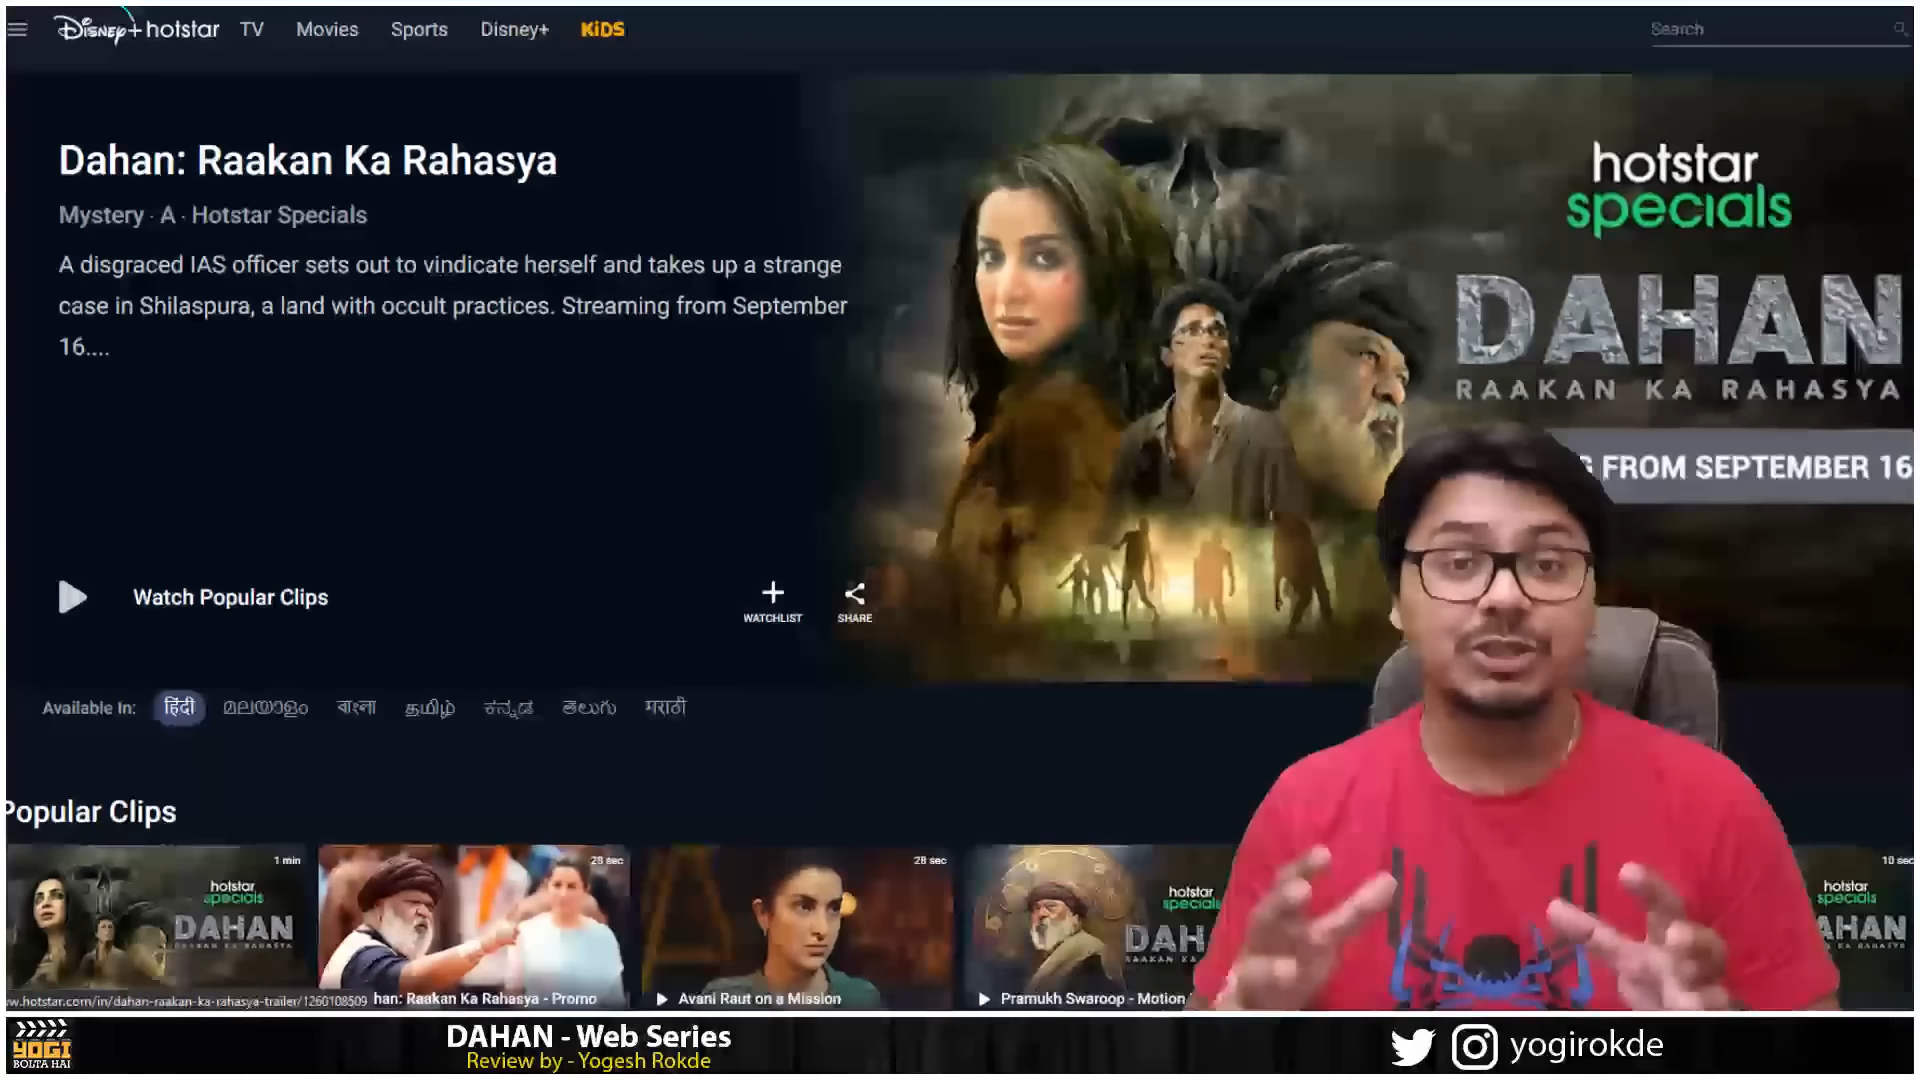 Disney+ hotstar TV Movies Sports Disney+ KiDS Search
Dahan: Raakan Ka Rahasya
Mystery · A · Hotstar Specials
A disgraced IAS officer sets out to vindicate herself and takes up a strange
case in Shilaspura, a land with occult practices. Streaming from September
16....
hotstar
specials
DAHAN
RAAKAN KA RAHASYA
FROM SEPTEMBER 16
Watch Popular Clips
WATCHLIST
SHARE
Available In: हिंदी മലയാളം বাংলা தமிழ் ಕನ್ನಡ తెలుగు मराठी
Popular Clips
1 min
hotstar
specials
DAHAN
RAAKAN KA RAHASYA
28 sec
28 sec
hotstar
specials
DAH
10 sec
hotstar
specials
AHAN
w.hotstar.com/in/dahan-raakan-ka-rahasya-trailer/1260108509
han: Raakan Ka Rahasya - Promo
Avani Raut on a Mission
Pramukh Swaroop - Motion
YOGI
BOLTA HAI
DAHAN - Web Series
Review by - Yogesh Rokde
yogirokde